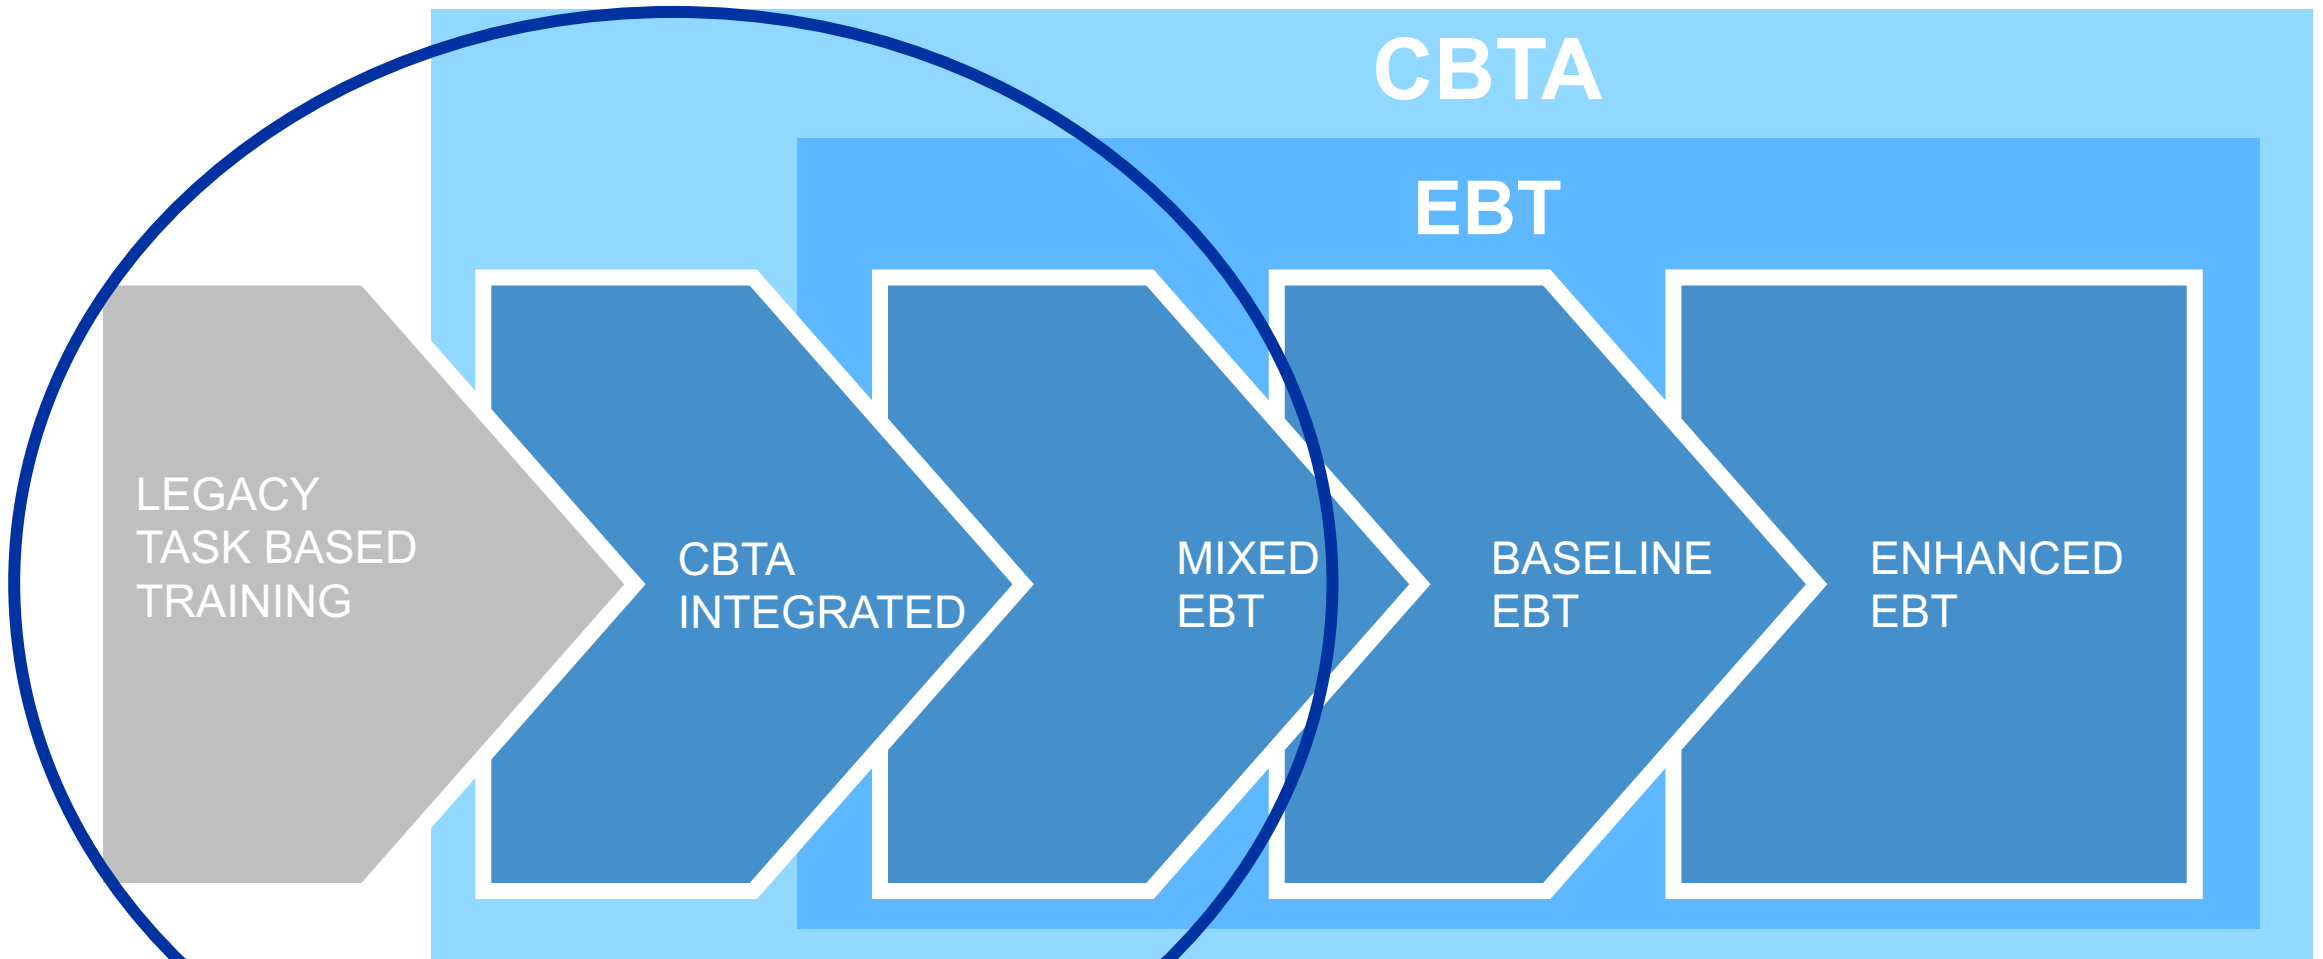 CBTA
EBT
LEGACY
TASK BASED
TRAINING
CBTA
INTEGRATED
MIXED
EBT
BASELINE
EBT
ENHANCED
EBT